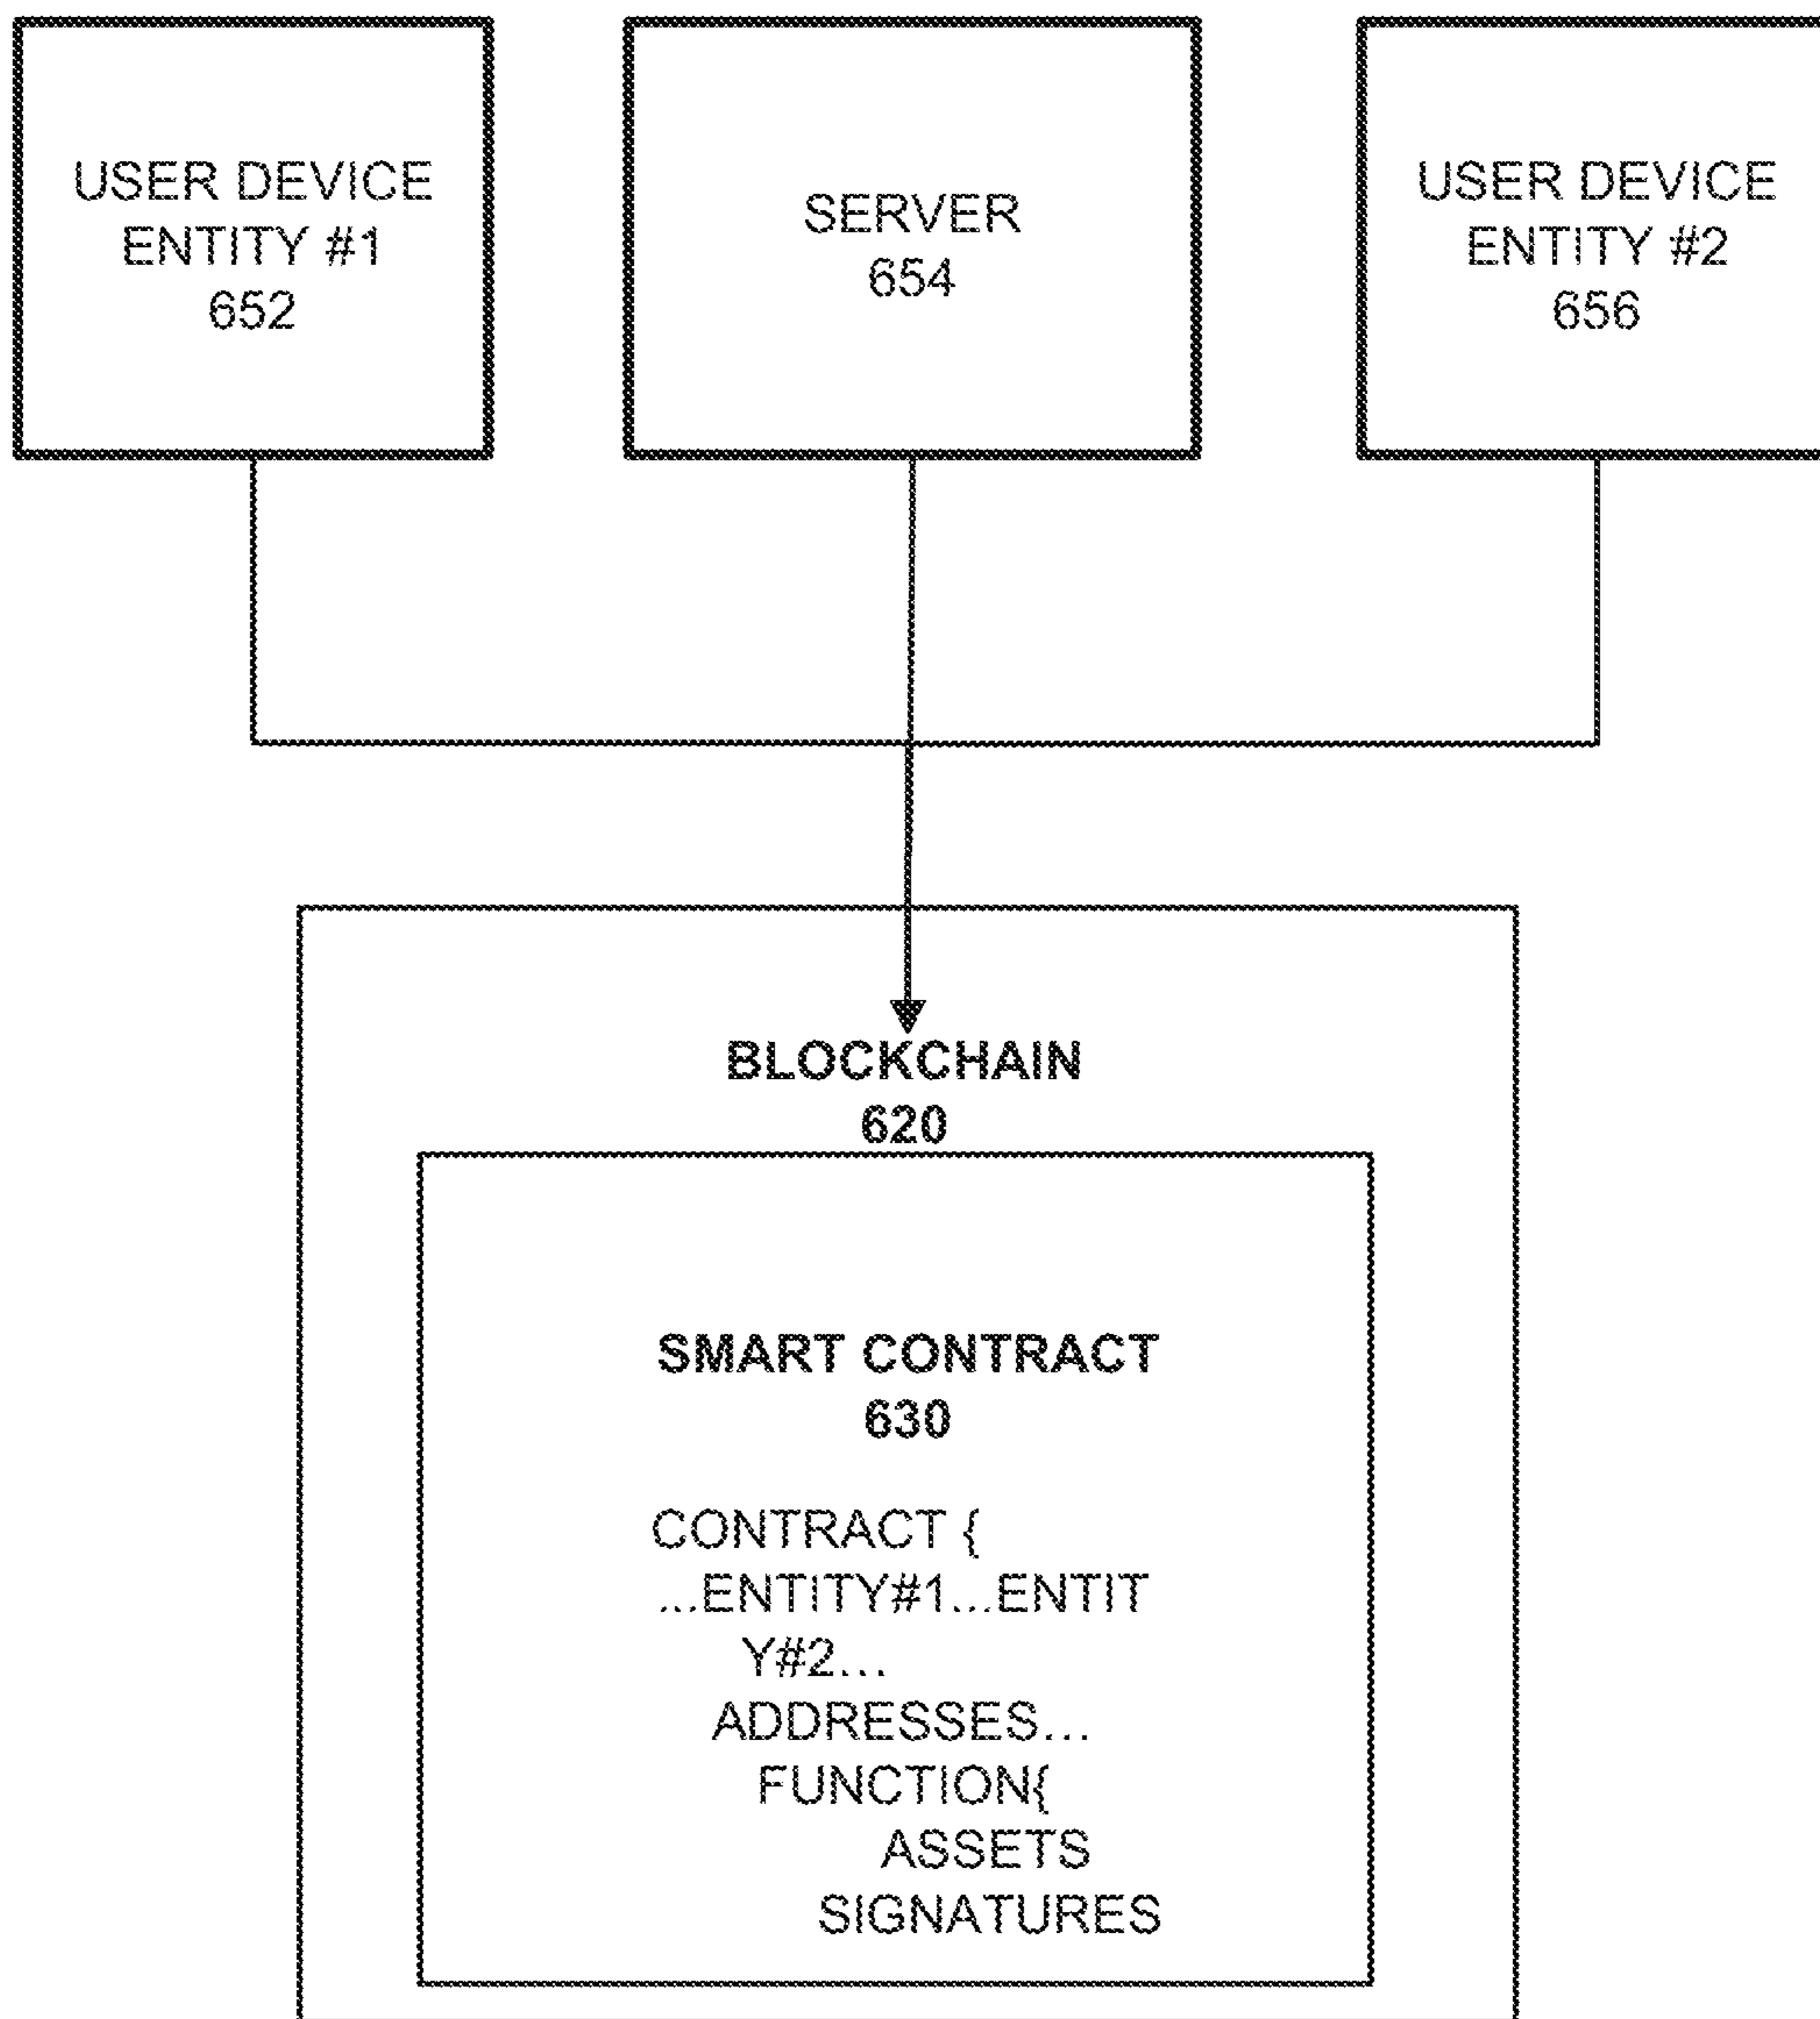 USER DEVICE
ENTITY #1
652
SERVER
654
USER DEVICE
ENTITY #2
656
BLOCKCHAIN
620
SMART CONTRACT
630
CONTRACT {
...ENTITY#1...ENTIT
Y#2...
ADDRESSES...
FUNCTION{
ASSETS
SIGNATURES